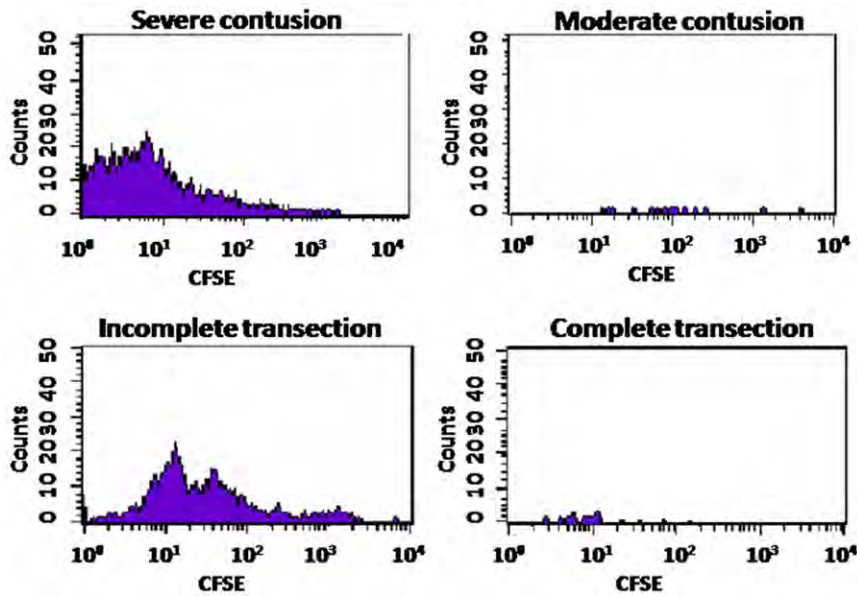 Severe contusion
50
40
30
20
10
0
Counts
10⁰ 10¹ 10² 10³ 10⁴
CFSE
Moderate contusion
50
40
30
20
10
0
Counts
10⁰ 10¹ 10² 10³ 10⁴
CFSE
Incomplete transection
50
40
30
20
10
0
Counts
10⁰ 10¹ 10² 10³ 10⁴
CFSE
Complete transection
50
40
30
20
10
0
Counts
10⁰ 10¹ 10² 10³ 10⁴
CFSE